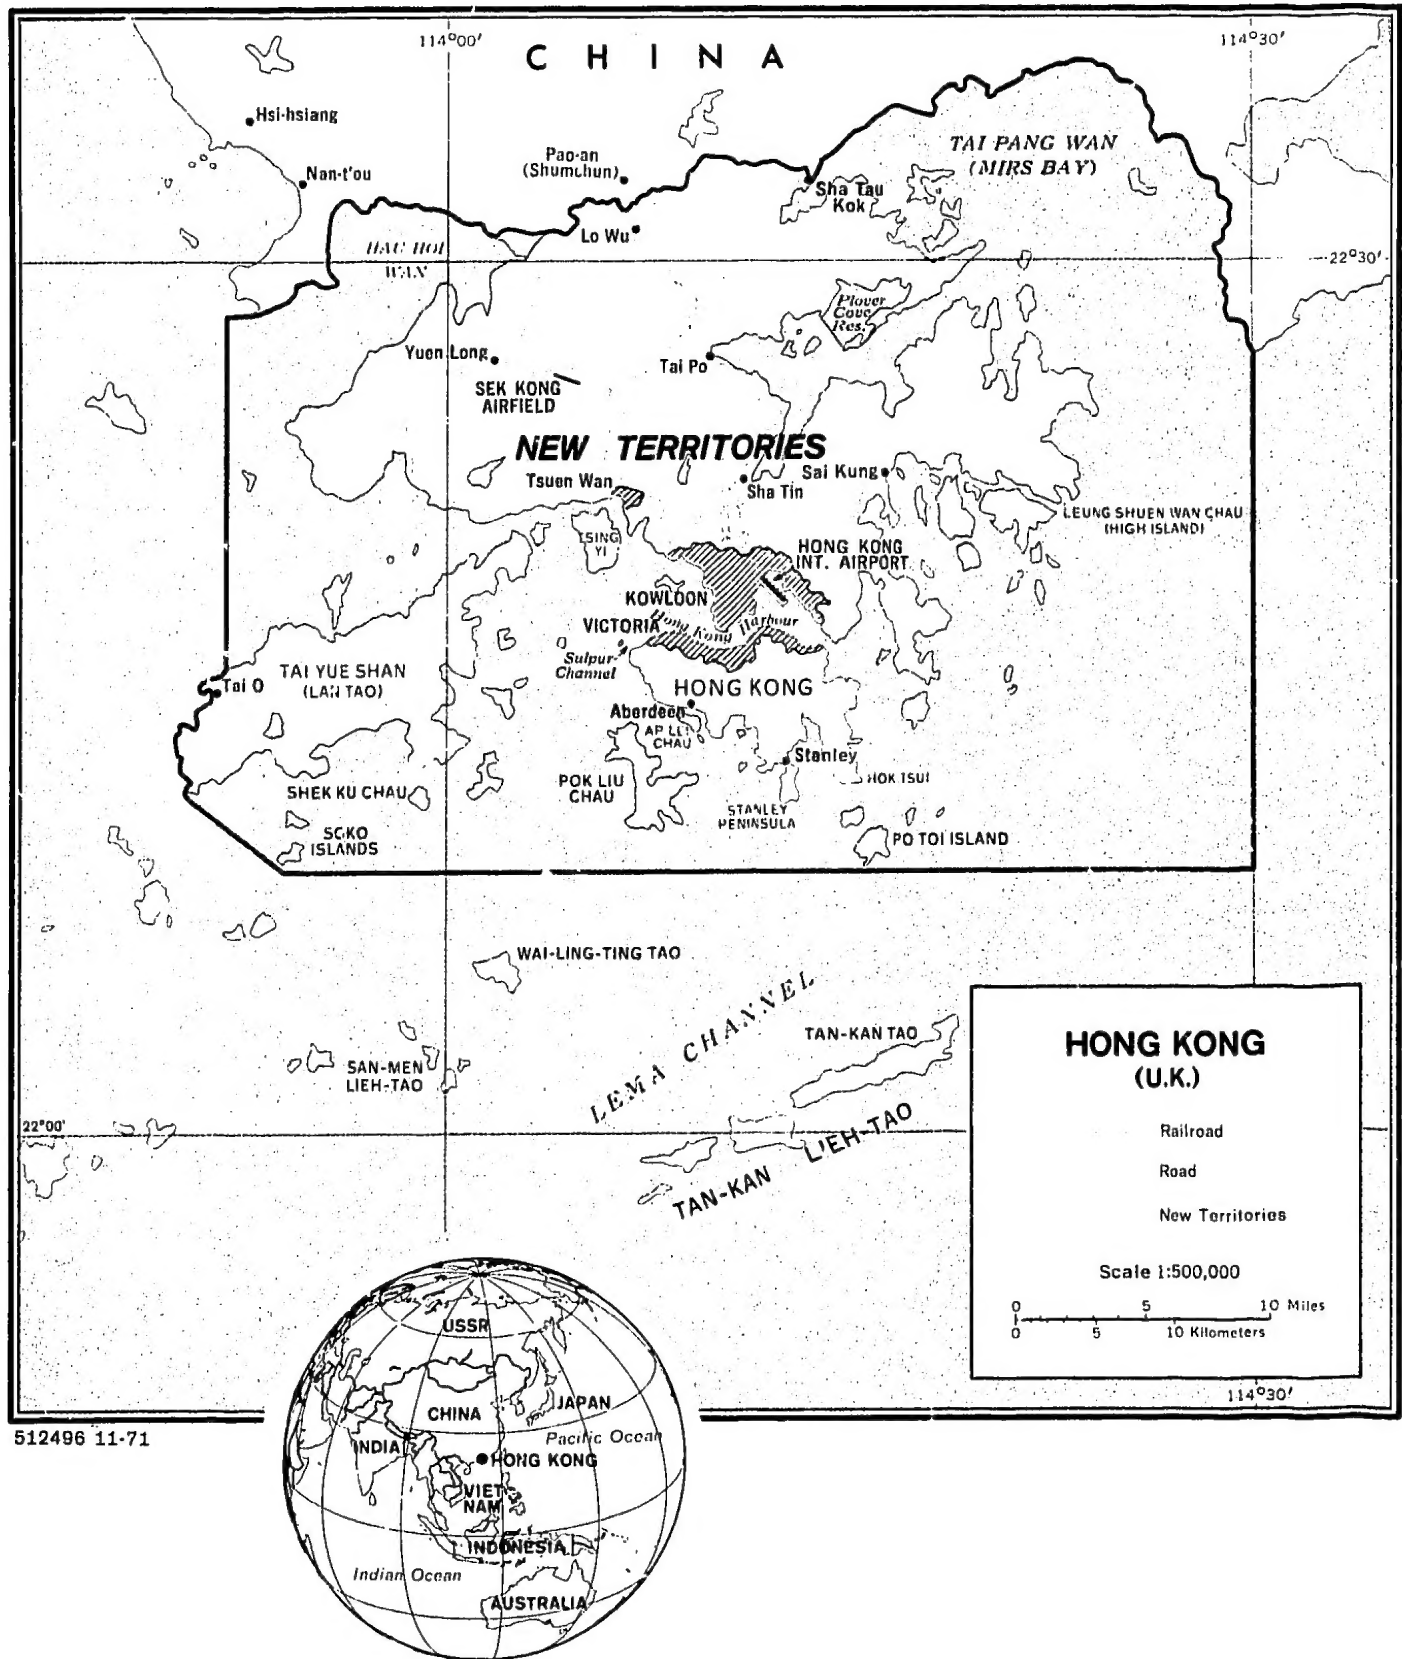 114°00'
CHINA
114°30'
Hsi-hsiang
Nan-t'ou
Pao-an
(Shumchun)
TAI PANG WAN
(MIRS BAY)
Sha Tau
Kok
Lo Wu
HAU HOI
WAN
22°30'
Plover
Cove
Res.
Yuen Long
Tai Po
SEK KONG
AIRFIELD
NEW TERRITORIES
Tsuen Wan
Sai Kung
Sha Tin
LEUNG SHUEN WAN CHAU
(HIGH ISLAND)
TSING
YI
HONG KONG
INT. AIRPORT
KOWLOON
Hong Kong Harbour
VICTORIA
Sulpur
Channel
TAI YUE SHAN
(LAN TAO)
Tai O
HONG KONG
Aberdeen
AP LEI
CHAU
Stanley
HOK TSUI
SHEK KU CHAU
POK LIU
CHAU
STANLEY
PENINSULA
SOKO
ISLANDS
PO TOI ISLAND
WAI-LING-TING TAO
LEMA CHANNEL
TAN-KAN TAO
SAN-MEN
LIEH-TAO
22°00'
TAN-KAN LIEH-TAO
HONG KONG
(U.K.)
Railroad
Road
New Territories
Scale 1:500,000
0 5 10 Miles
0 5 10 Kilometers
114°30'
512496 11-71
USSR
CHINA
JAPAN
INDIA
Pacific Ocean
HONG KONG
VIET
NAM
INDONESIA
Indian Ocean
AUSTRALIA